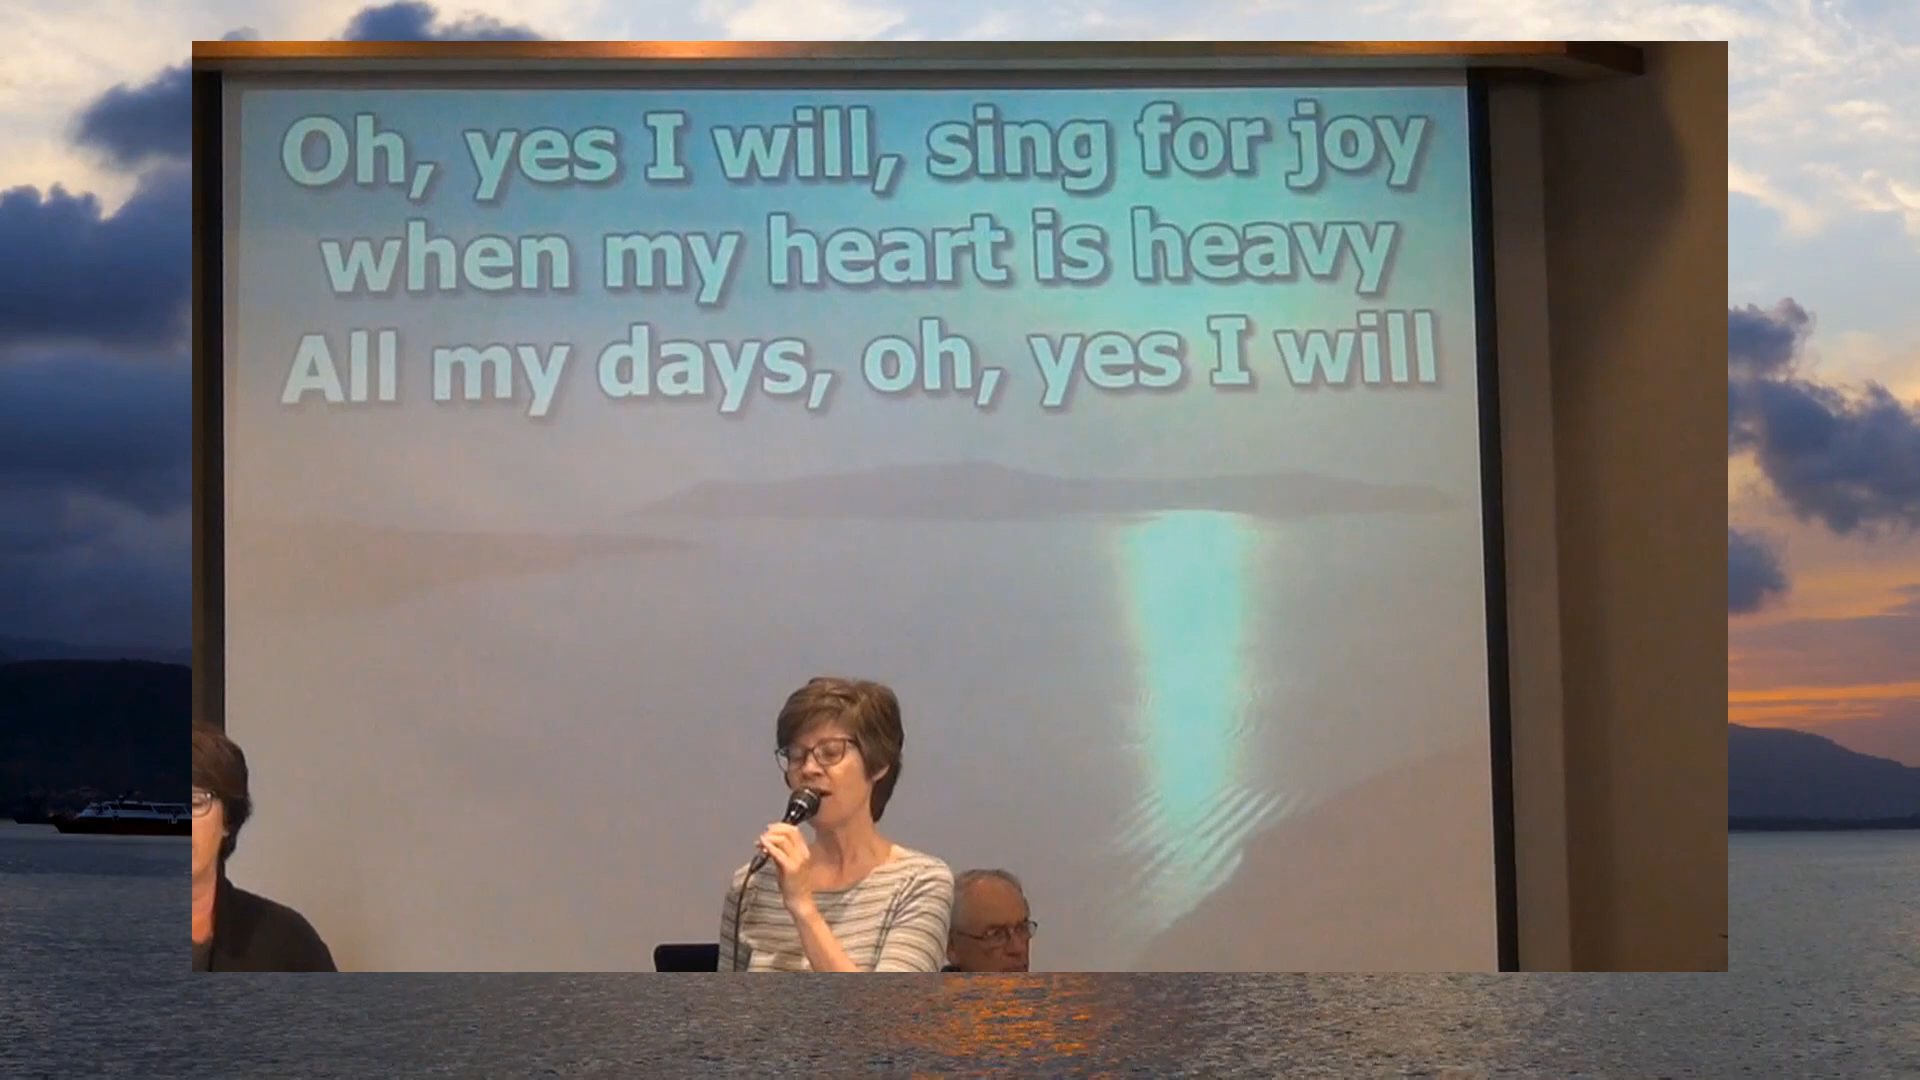 Oh, yes I will, sing for joy
when my heart is heavy
All my days, oh, yes I will